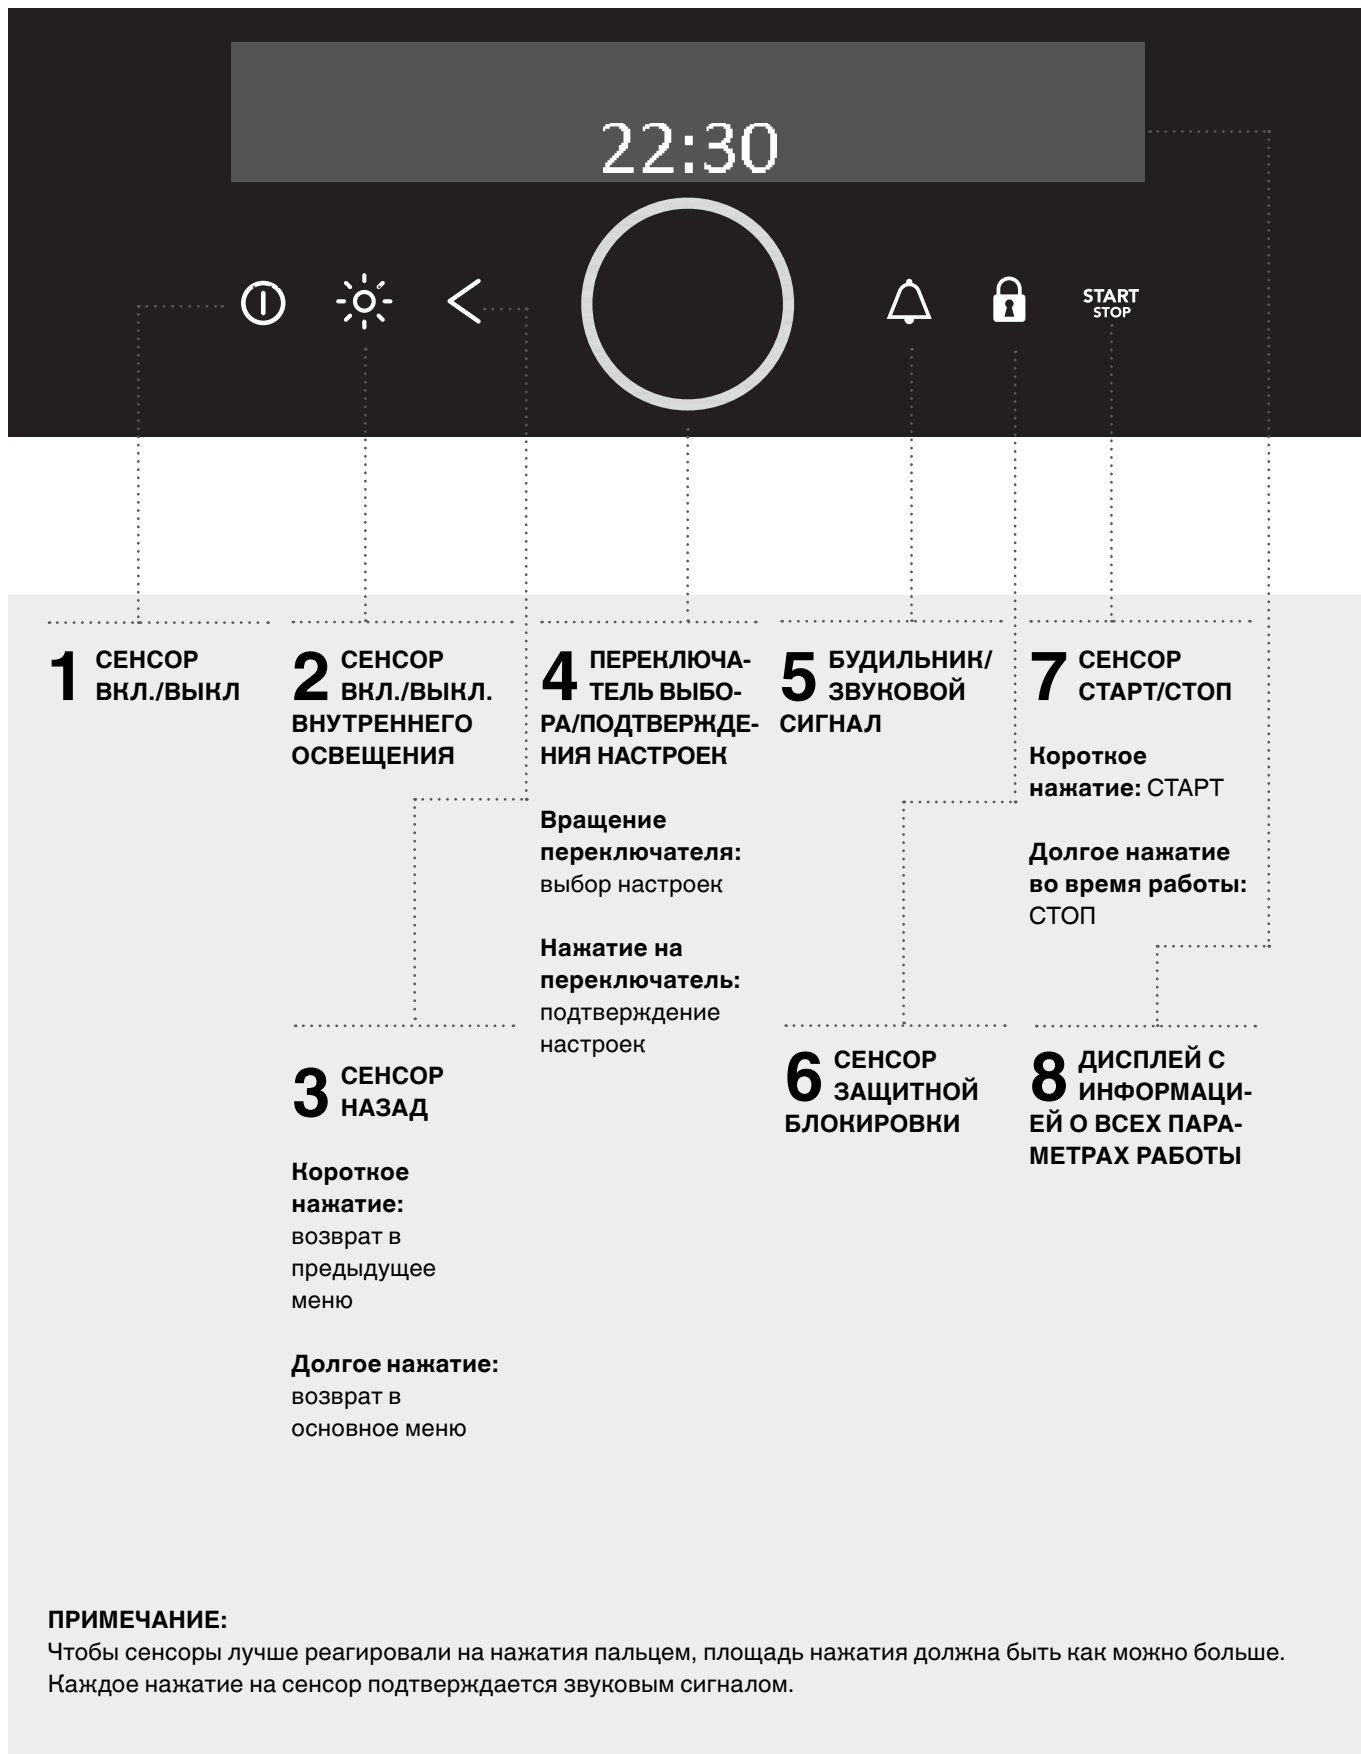 22:30
START
STOP
1 СЕНСОР
ВКЛ./ВЫКЛ
2 СЕНСОР
ВКЛ./ВЫКЛ.
ВНУТРЕННЕГО
ОСВЕЩЕНИЯ
3 СЕНСОР
НАЗАД
Короткое
нажатие:
возврат в
предыдущее
меню
Долгое нажатие:
возврат в
основное меню
4 ПЕРЕКЛЮЧА-
ТЕЛЬ ВЫБО-
РА/ПОДТВЕРЖДЕ-
НИЯ НАСТРОЕК
Вращение
переключателя:
выбор настроек
Нажатие на
переключатель:
подтверждение
настроек
5 БУДИЛЬНИК/
ЗВУКОВОЙ
СИГНАЛ
6 СЕНСОР
ЗАЩИТНОЙ
БЛОКИРОВКИ
7 СЕНСОР
СТАРТ/СТОП
Короткое
нажатие: СТАРТ
Долгое нажатие
во время работы:
СТОП
8 ДИСПЛЕЙ С
ИНФОРМАЦИ-
ЕЙ О ВСЕХ ПАРА-
МЕТРАХ РАБОТЫ
ПРИМЕЧАНИЕ:
Чтобы сенсоры лучше реагировали на нажатия пальцем, площадь нажатия должна быть как можно больше.
Каждое нажатие на сенсор подтверждается звуковым сигналом.